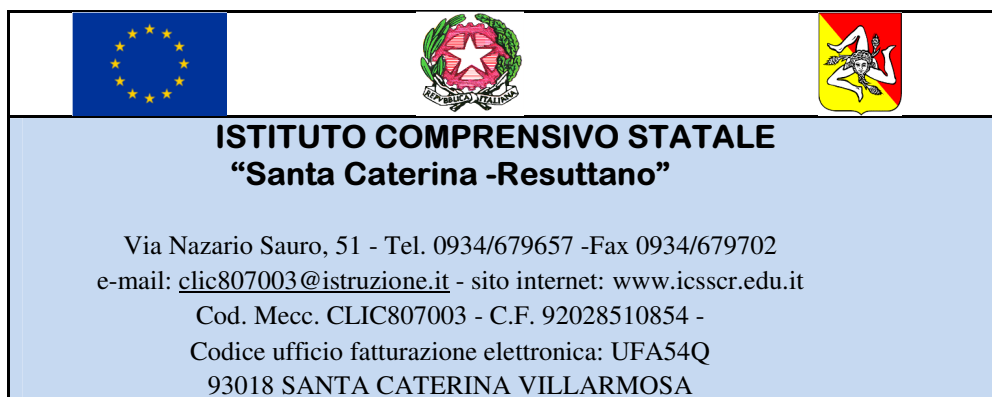 REPVBBLICA ITALIANA
ISTITUTO COMPRENSIVO STATALE
“Santa Caterina -Resuttano”
Via Nazario Sauro, 51 - Tel. 0934/679657 -Fax 0934/679702
e-mail: clic807003@istruzione.it - sito internet: www.icsscr.edu.it
Cod. Mecc. CLIC807003 - C.F. 92028510854 -
Codice ufficio fatturazione elettronica: UFA54Q
93018 SANTA CATERINA VILLARMOSA